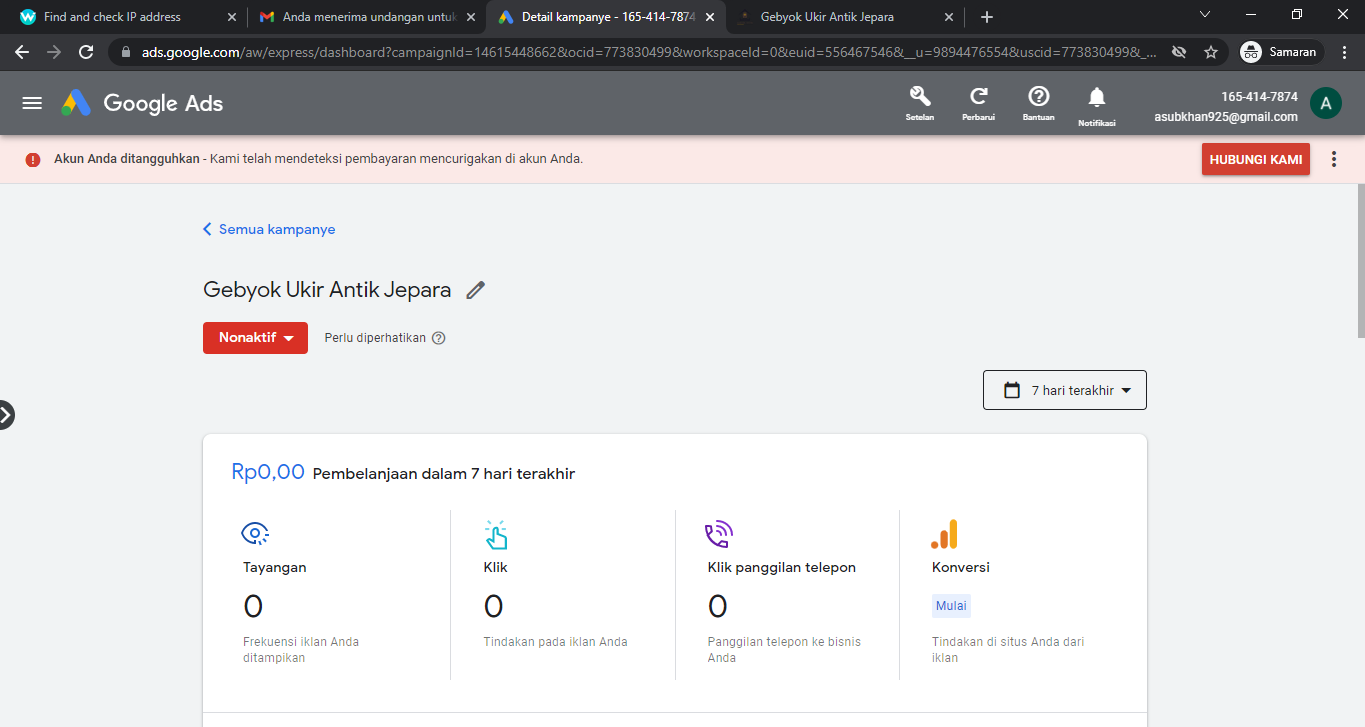 Find and check IP address
Anda menerima undangan untuk
Detail kampanye - 165-414-7874
Gebyok Ukir Antik Jepara
ads.google.com/aw/express/dashboard?campaignId=14615448662&ocid=773830499&workspaceId=0&euid=556467546&__u=9894476554&uscid=773830499&_...
Samaran
Google Ads
Setelan
Perbarui
Bantuan
Notifikasi
165-414-7874
asubkhan925@gmail.com
A
Akun Anda ditangguhkan - Kami telah mendeteksi pembayaran mencurigakan di akun Anda.
HUBUNGI KAMI
Semua kampanye
Gebyok Ukir Antik Jepara
Nonaktif
Perlu diperhatikan
7 hari terakhir
Rp0,00 Pembelanjaan dalam 7 hari terakhir
Tayangan
0
Frekuensi iklan Anda
ditampikan
Klik
0
Tindakan pada iklan Anda
Klik panggilan telepon
0
Panggilan telepon ke bisnis
Anda
Konversi
Mulai
Tindakan di situs Anda dari
iklan